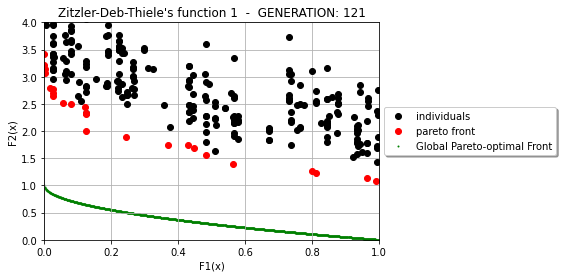 Zitzler-Deb-Thiele's function 1 - GENERATION: 121
4.0
3.5
3.0
2.5
2.0
1.5
1.0
0.5
0.0
F2(x)
0.0 0.2 0.4 0.6 0.8 1.0
F1(x)
individuals
pareto front
Global Pareto-optimal Front